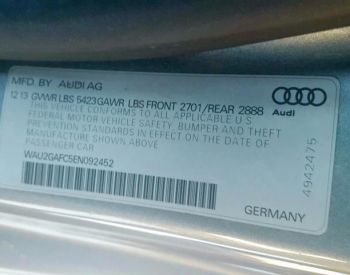 MFD. BY AUDI AG
12 13 GVWR LBS 5423GAWR LBS FRONT 2701/REAR 2888
THIS VEHICLE CONFORMS TO ALL APPLICABLE U S
FEDERAL MOTOR VEHICLE SAFETY, BUMPER AND THEFT
PREVENTION STANDARDS IN EFFECT ON THE DATE OF
MANUFACTURE SHOWN ABOVE
PASSENGER CAR
WAU2GAFC5EN092452
Audi
4942475
GERMANY